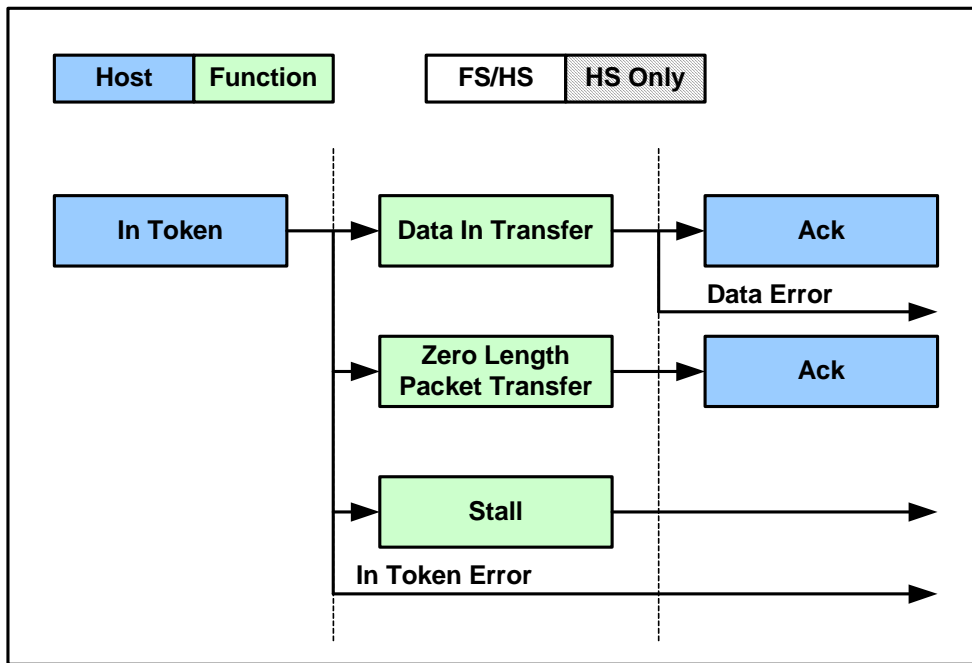 Host
Function
FS/HS
HS Only
In Token
Data In Transfer
Ack
Data Error
Zero Length
Packet Transfer
Ack
Stall
In Token Error